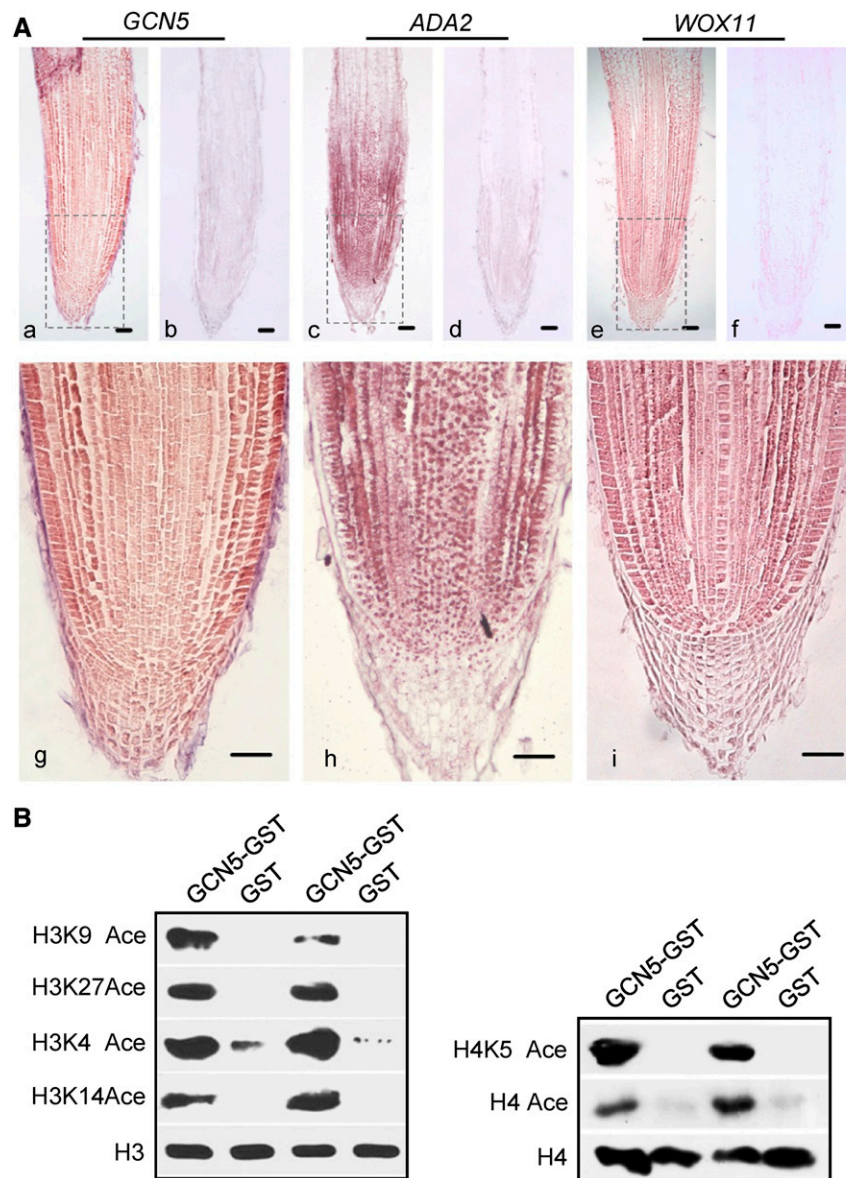 A
GCN5 ADA2 WOX11
a b c d e f
g h i
B
GCN5-GST GST GCN5-GST GST
H3K9 Ace
H3K27Ace
H3K4 Ace
H3K14Ace
H3
GCN5-GST GST GCN5-GST GST
H4K5 Ace
H4 Ace
H4